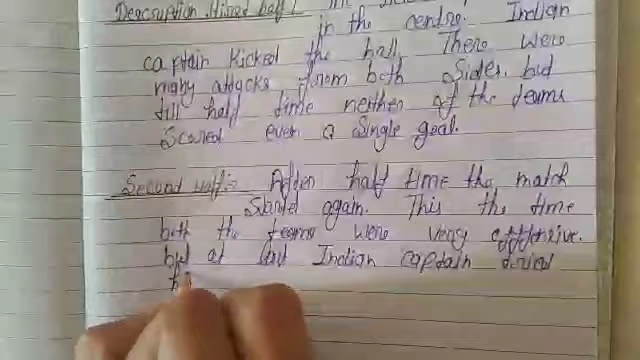 Description :First half : The
in the centre. Indian
captain kicked the ball. There were
many attacks from both sides, but
till half time neither of the teams
Scored even a single goal.
Second half :- After half time the match
Started again. This the time
both the teams were very offensive.
but at last Indian captain